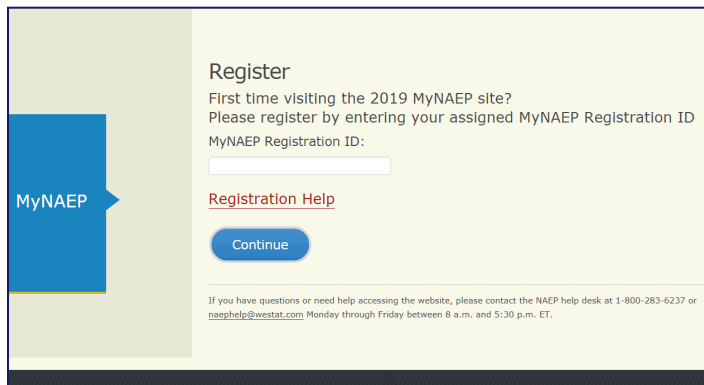 Register
First time visiting the 2019 MyNAEP site?
Please register by entering your assigned MyNAEP Registration ID
MyNAEP Registration ID:
MyNAEP
Registration Help
Continue
If you have questions or need help accessing the website, please contact the NAEP help desk at 1-800-283-6237 or
naephelp@westat.com Monday through Friday between 8 a.m. and 5:30 p.m. ET.